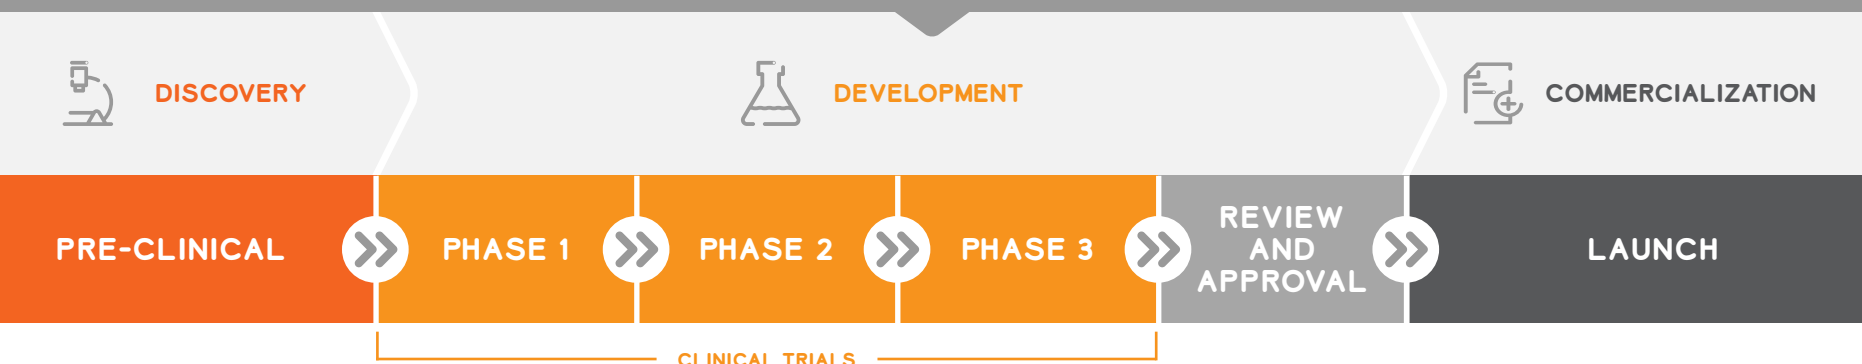 DISCOVERY
DEVELOPMENT
COMMERCIALIZATION
PRE-CLINICAL
PHASE 1
PHASE 2
PHASE 3
REVIEW
AND
APPROVAL
LAUNCH
CLINICAL TRIALS